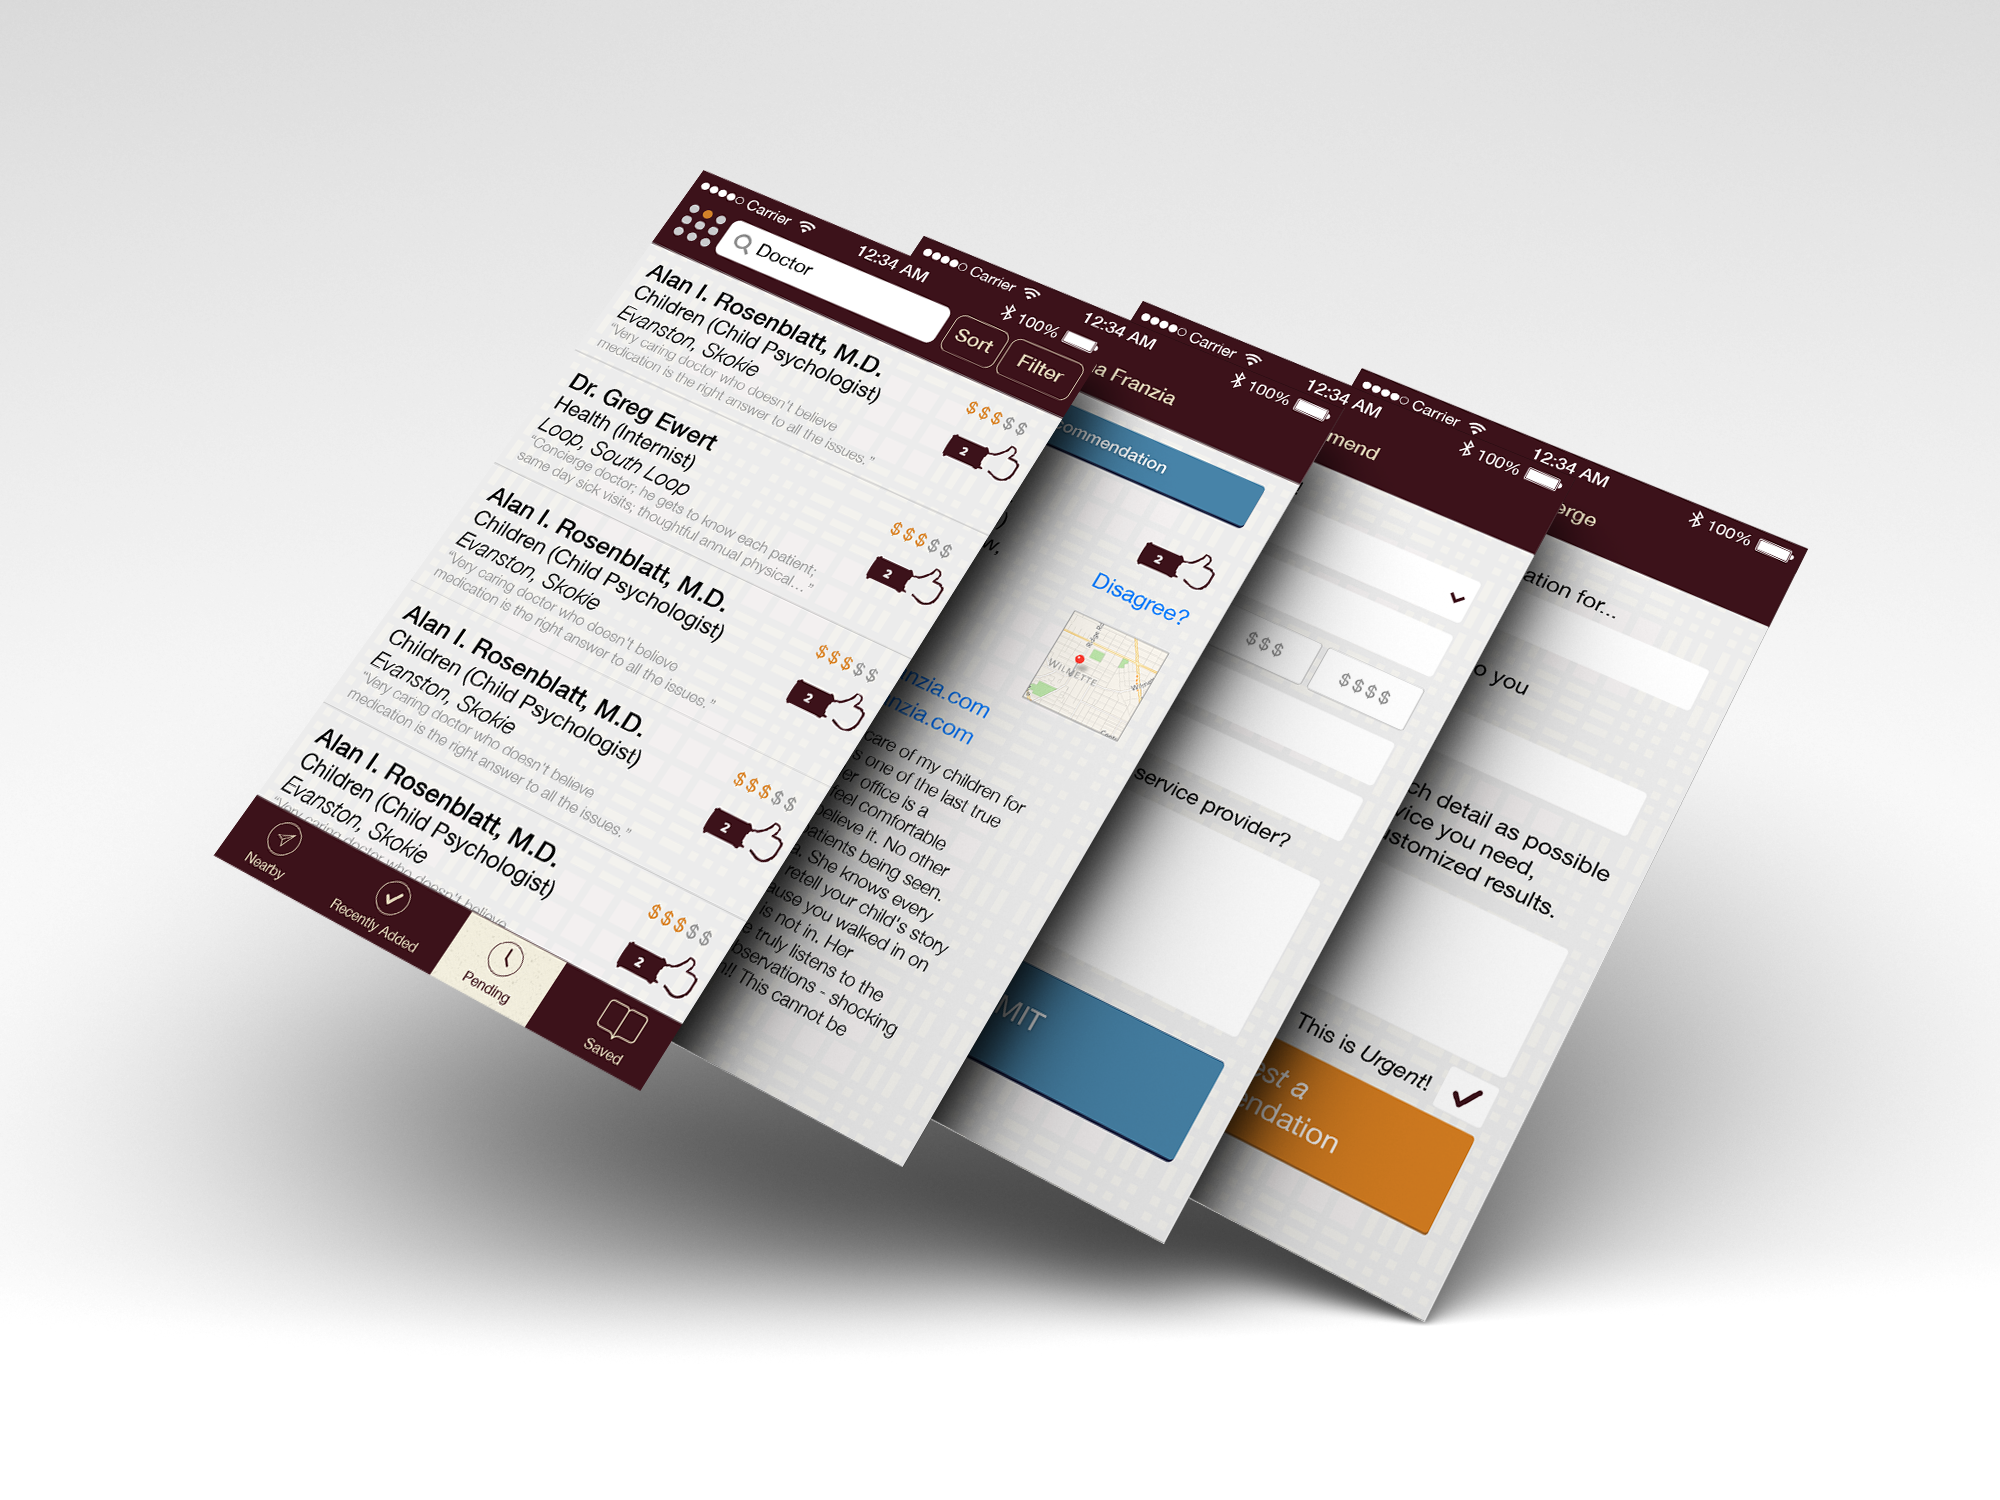 Carrier
12:34 AM
100%
Doctor
Sort
Filter
Alan I. Rosenblatt, M.D.
Children (Child Psychologist)
Evanston, Skokie
“Very caring doctor who doesn't believe
medication is the right answer to all the issues.”
$$$$$
2
Dr. Greg Ewert
Health (Internist)
Loop, South Loop
“Concierge doctor; he gets to know each patient;
same day sick visits; thoughtful annual physical...”
$$$$$
2
Alan I. Rosenblatt, M.D.
Children (Child Psychologist)
Evanston, Skokie
“Very caring doctor who doesn't believe
medication is the right answer to all the issues.”
$$$$$
2
Alan I. Rosenblatt, M.D.
Children (Child Psychologist)
Evanston, Skokie
“Very caring doctor who doesn't believe
medication is the right answer to all the issues.”
$$$$$
2
Alan I. Rosenblatt, M.D.
Children (Child Psychologist)
Evanston, Skokie
“Very caring doctor who doesn't believe
$$$$$
2
Nearby
Recently Added
Pending
Saved
Carrier
12:34 AM
100%
a Franzia
commendation
2
Disagree?
WILMETTE
Ridge Rd
nzia.com
nzia.com
care of my children for
s one of the last true
er office is a
feel comfortable
believe it. No other
atients being seen.
a. She knows every
retell your child's story
ause you walked in on
is not in. Her
e truly listens to the
bservations - shocking
n!! This cannot be
Carrier
12:34 AM
100%
mend
$$$
$$$$
service provider?
MIT
Carrier
12:34 AM
100%
erge
ation for...
o you
ch detail as possible
vice you need,
stomized results.
This is Urgent!
est a
endation